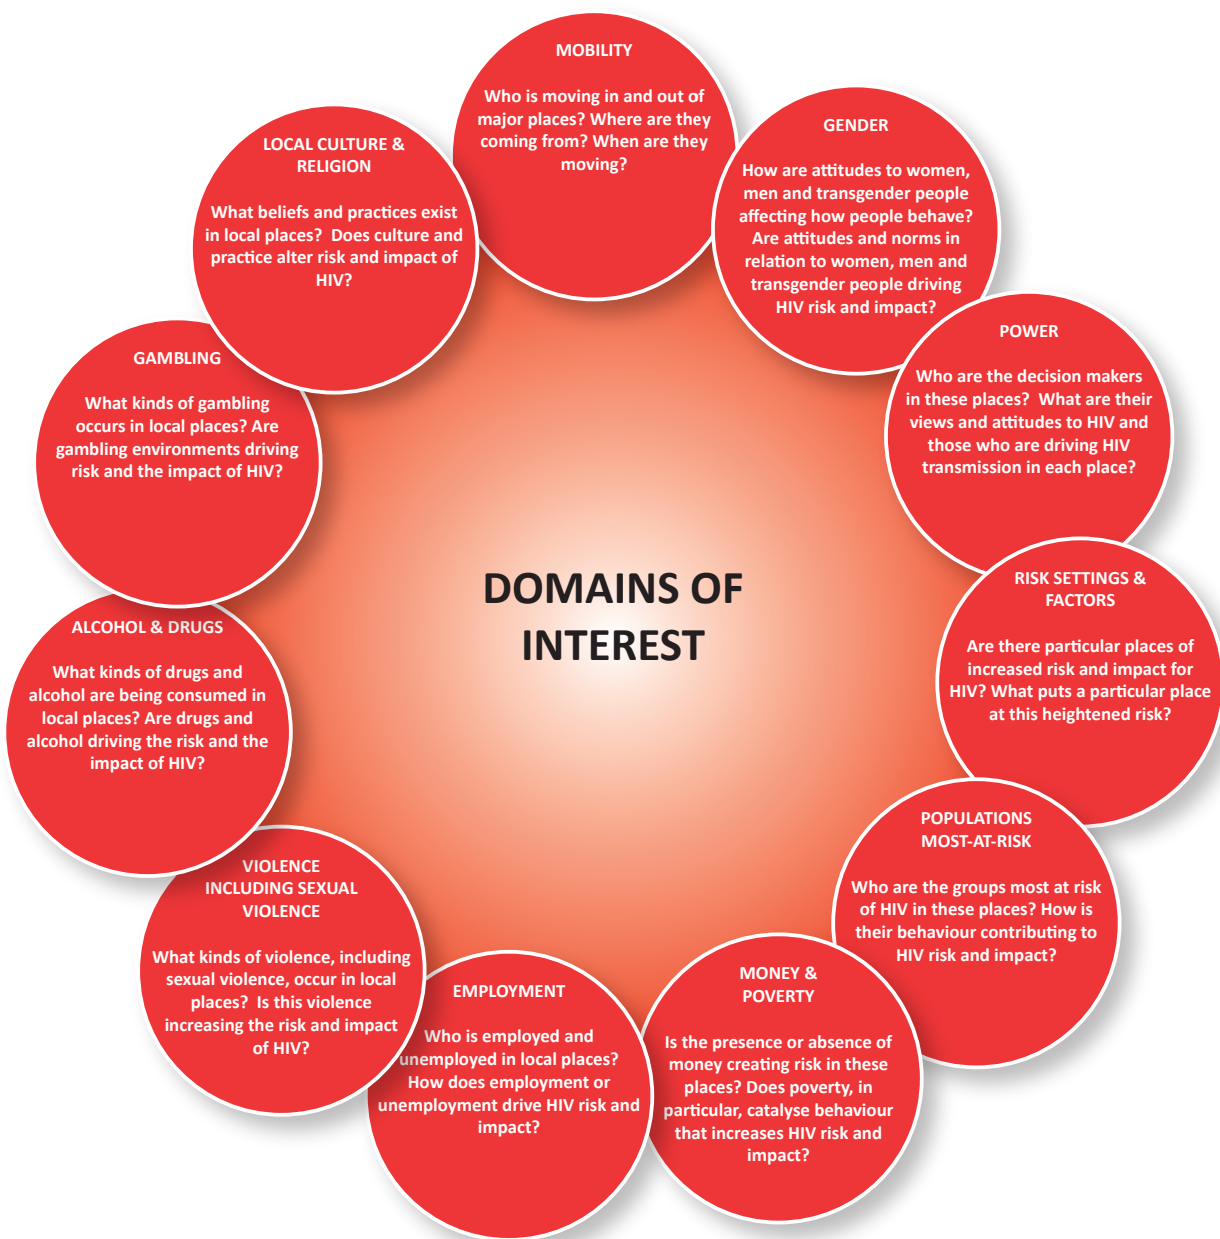 MOBILITY
Who is moving in and out of
major places? Where are they
coming from? When are they
moving?
GENDER
How are attitudes to women,
men and transgender people
affecting how people behave?
Are attitudes and norms in
relation to women, men and
transgender people driving
HIV risk and impact?
POWER
Who are the decision makers
in these places?  What are their
views and attitudes to HIV and
those who are driving HIV
transmission in each place?
RISK SETTINGS &
FACTORS
Are there particular places of
increased risk and impact for
HIV? What puts a particular place
at this heightened risk?
POPULATIONS
MOST-AT-RISK
Who are the groups most at risk
of HIV in these places? How is
their behaviour contributing to
HIV risk and impact?
MONEY &
POVERTY
Is the presence or absence of
money creating risk in these
places? Does poverty, in
particular, catalyse behaviour
that increases HIV risk and
impact?
EMPLOYMENT
Who is employed and
unemployed in local places?
How does employment or
unemployment drive HIV risk and
impact?
VIOLENCE
INCLUDING SEXUAL
VIOLENCE
What kinds of violence, including
sexual violence, occur in local
places?  Is this violence
increasing the risk and impact
of HIV?
ALCOHOL & DRUGS
What kinds of drugs and
alcohol are being consumed in
local places? Are drugs and
alcohol driving the risk and the
impact of HIV?
GAMBLING
What kinds of gambling
occurs in local places? Are
gambling environments driving
risk and the impact of HIV?
LOCAL CULTURE &
RELIGION
What beliefs and practices exist
in local places?  Does culture and
practice alter risk and impact of
HIV?
DOMAINS OF
INTEREST